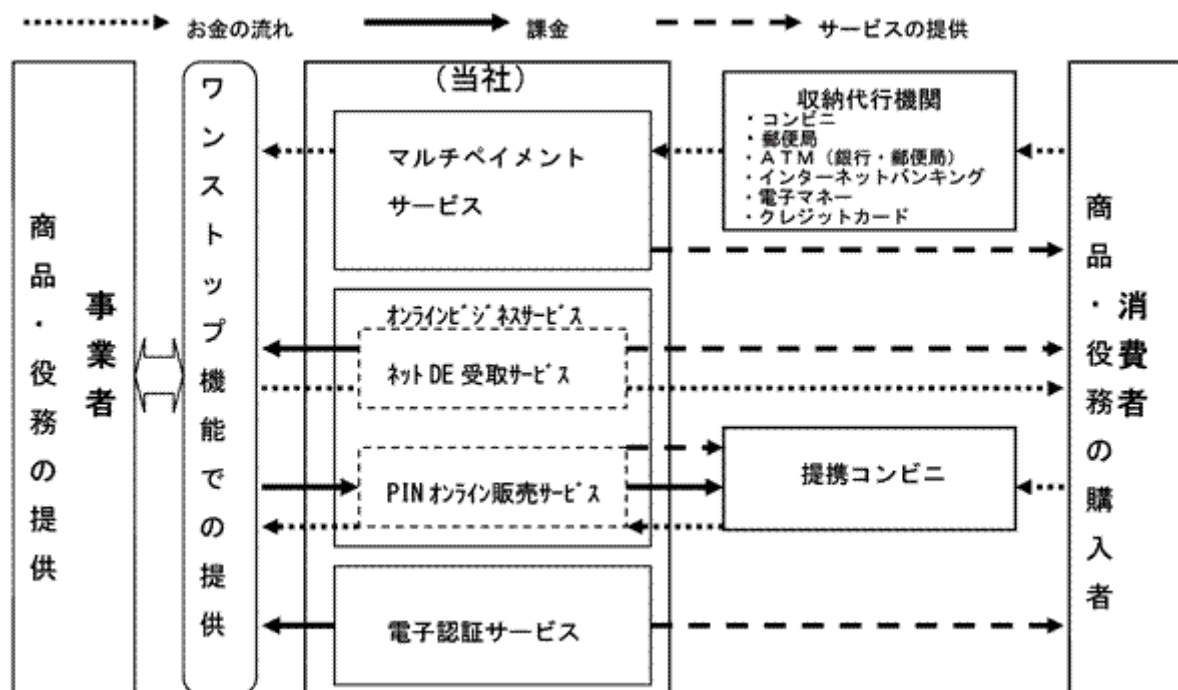 お金の流れ
課金
サービスの提供
商品・役務の提供
事業者
ワンストップ機能での提供
(当社)
マルチペイメント
サービス
オンラインビジネスサービス
ネットDE受取サービス
PINオンライン販売サービス
電子認証サービス
収納代行機関
・コンビニ
・郵便局
・ATM(銀行・郵便局)
・インターネットバンキング
・電子マネー
・クレジットカード
提携コンビニ
消費者
商品・役務の購入者